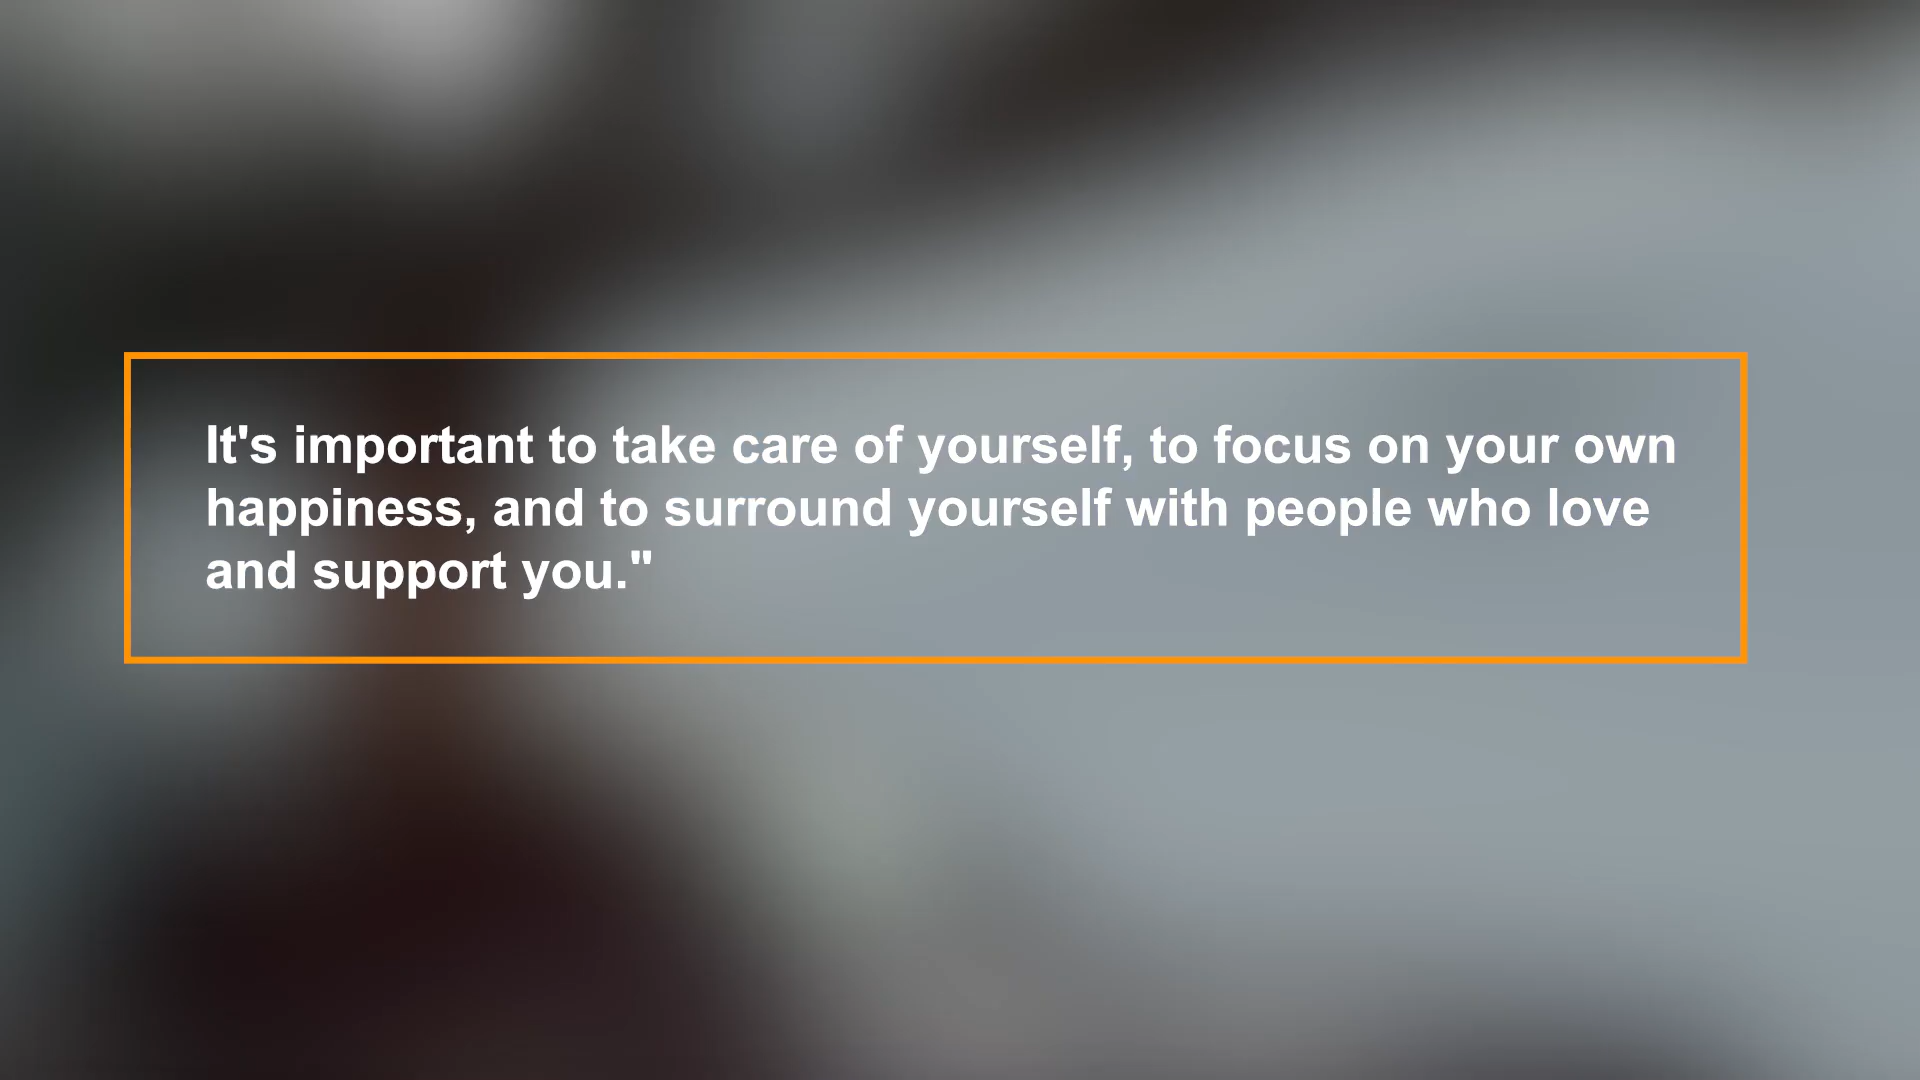 It's important to take care of yourself, to focus on your own
happiness, and to surround yourself with people who love
and support you."